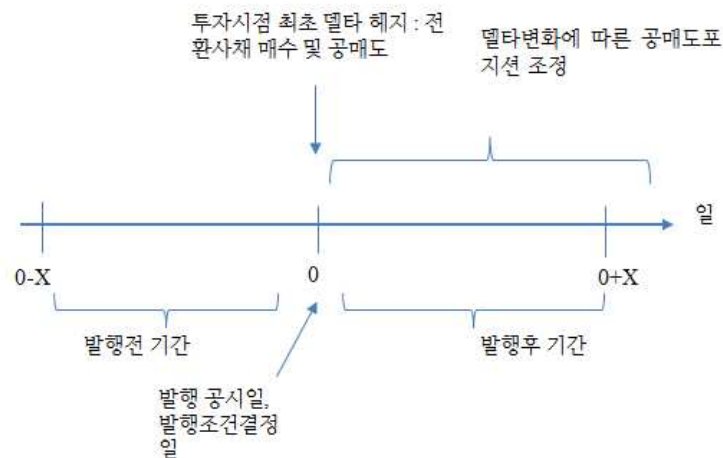 투자시점 최초 델타 헤지 : 전
환사채 매수 및 공매도
델타변화에 따른 공매도포
지션 조정
일
0-X
0
0+X
발행전 기간
발행후 기간
발행 공시일,
발행조건결정
일